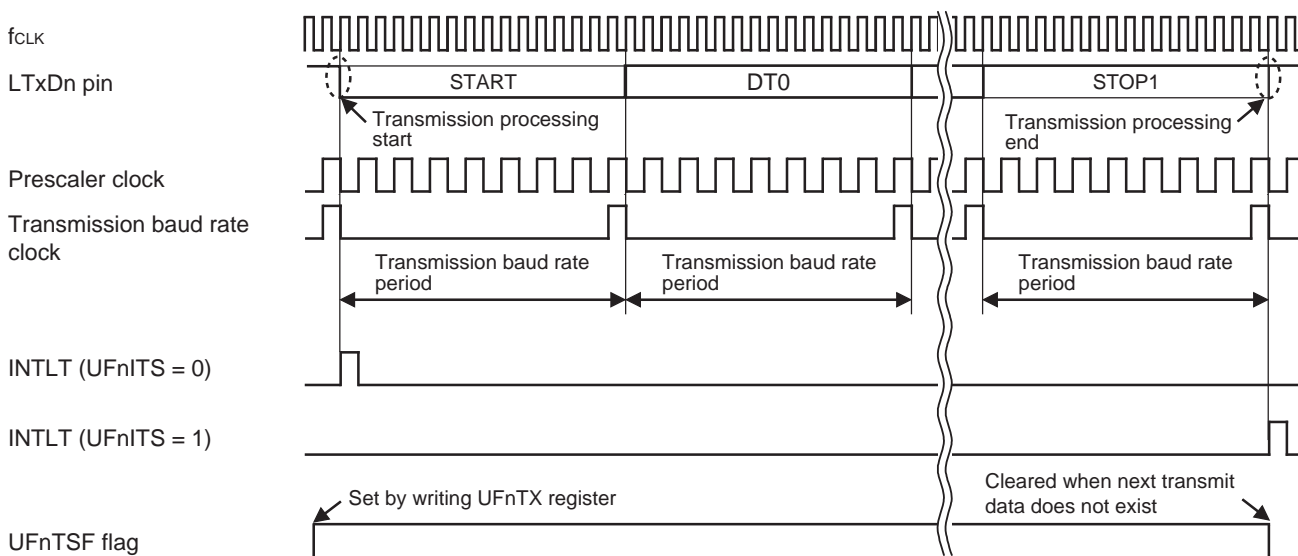 fCLK
LTxDn pin
START
DT0
STOP1
Transmission processing
start
Transmission processing
end
Prescaler clock
Transmission baud rate
clock
Transmission baud rate
period
Transmission baud rate
period
Transmission baud rate
period
INTLT (UFnITS = 0)
INTLT (UFnITS = 1)
Set by writing UFnTX register
Cleared when next transmit
data does not exist
UFnTSF flag